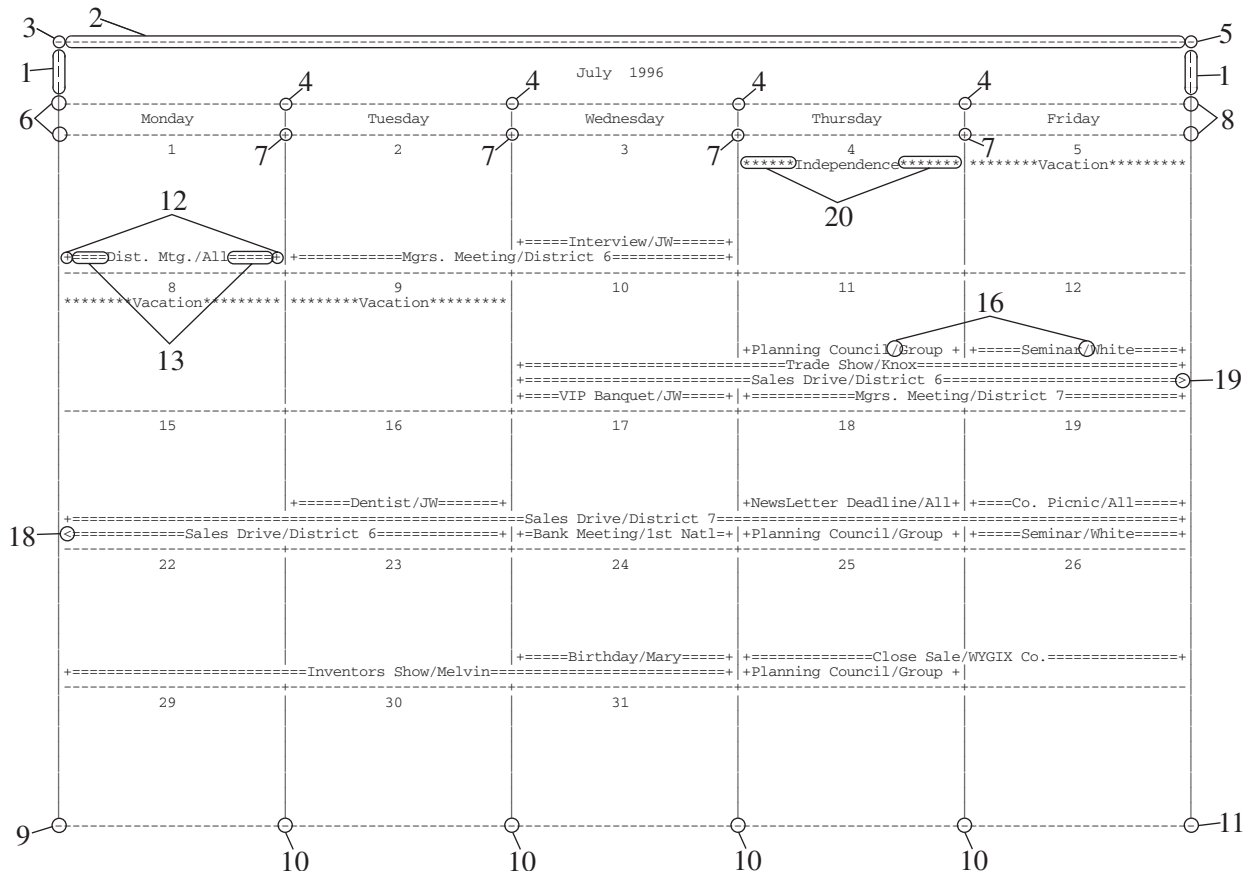 3 2 5
1 July 1996 1
4 4 4 4
6 Monday Tuesday Wednesday Thursday Friday 8
7 7 7 7
1 2 3 4 5
******Independence******* ********Vacation*********
12 20
+=====Interview/JW======+
+====Dist. Mtg./All=====+ +============Mgrs. Meeting/District 6=============+
8 9 10 11 12
********Vacation********* ********Vacation*********
13 16
+Planning Council/Group + +=====Seminar/White=====+
+==============================Trade Show/Knox==============================+
+==========================Sales Drive/District 6===========================> 19
+====VIP Banquet/JW=====+ +============Mgrs. Meeting/District 7=============+
15 16 17 18 19
+======Dentist/JW=======+ +NewsLetter Deadline/All+ +====Co. Picnic/All=====+
+====================================================Sales Drive/District 7=====================================================+
18 <=============Sales Drive/District 6==============+ +=Bank Meeting/1st Natl=+ +Planning Council/Group + +=====Seminar/White=====+
22 23 24 25 26
+=====Birthday/Mary=====+ +==============Close Sale/WYGIX Co.===============+
+===========================Inventors Show/Melvin===========================+ +Planning Council/Group +
29 30 31
9 10 10 10 10 11